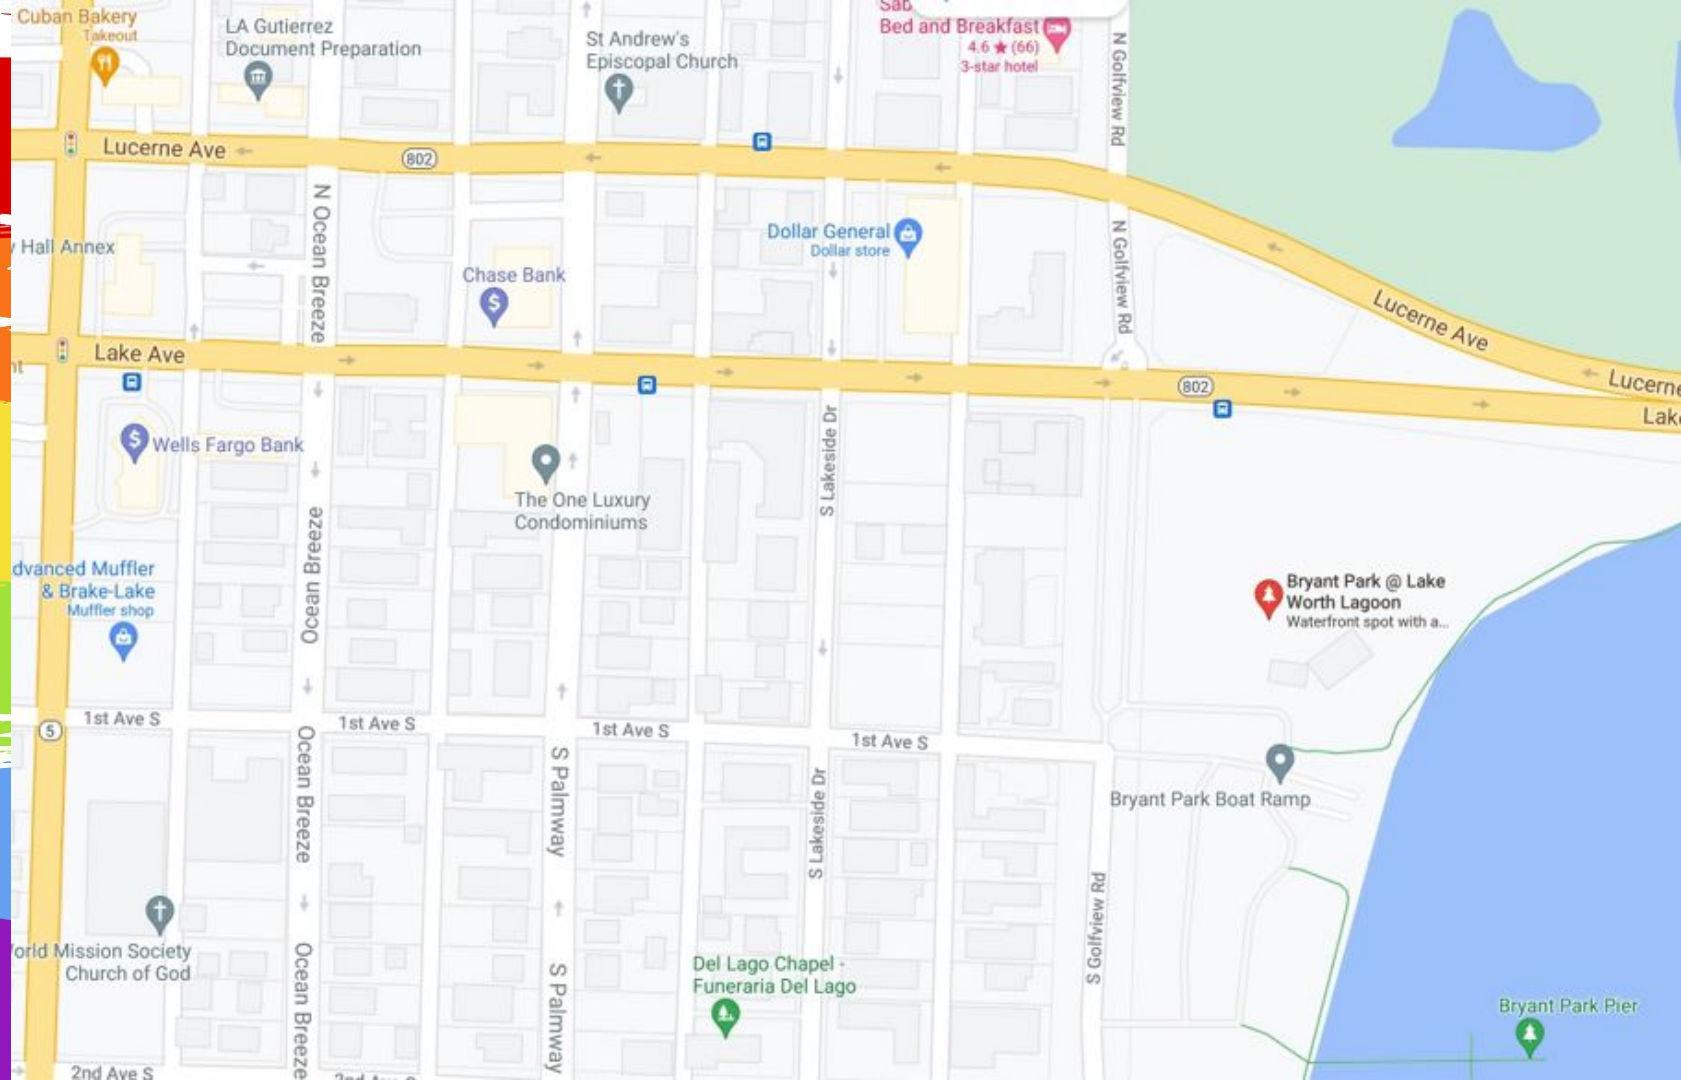 Cuban Bakery
Takeout
LA Gutierrez
Document Preparation
St Andrew's
Episcopal Church
Bed and Breakfast
4.6 ★ (66)
3-star hotel
N Golfview Rd
Lucerne Ave
802
N Ocean Breeze
Hall Annex
Chase Bank
Dollar General
Dollar store
N Golfview Rd
Lucerne Ave
Lucerne
Lake
Lake Ave
802
Wells Fargo Bank
The One Luxury
Condominiums
S Lakeside Dr
Ocean Breeze
dvanced Muffler
& Brake-Lake
Muffler shop
Bryant Park @ Lake
Worth Lagoon
Waterfront spot with a...
5
1st Ave S
1st Ave S
1st Ave S
1st Ave S
Ocean Breeze
S Palmway
S Lakeside Dr
Bryant Park Boat Ramp
S Golfview Rd
orld Mission Society
Church of God
Ocean Breeze
S Palmway
Del Lago Chapel -
Funeraria Del Lago
Bryant Park Pier
2nd Ave S
2nd Ave S